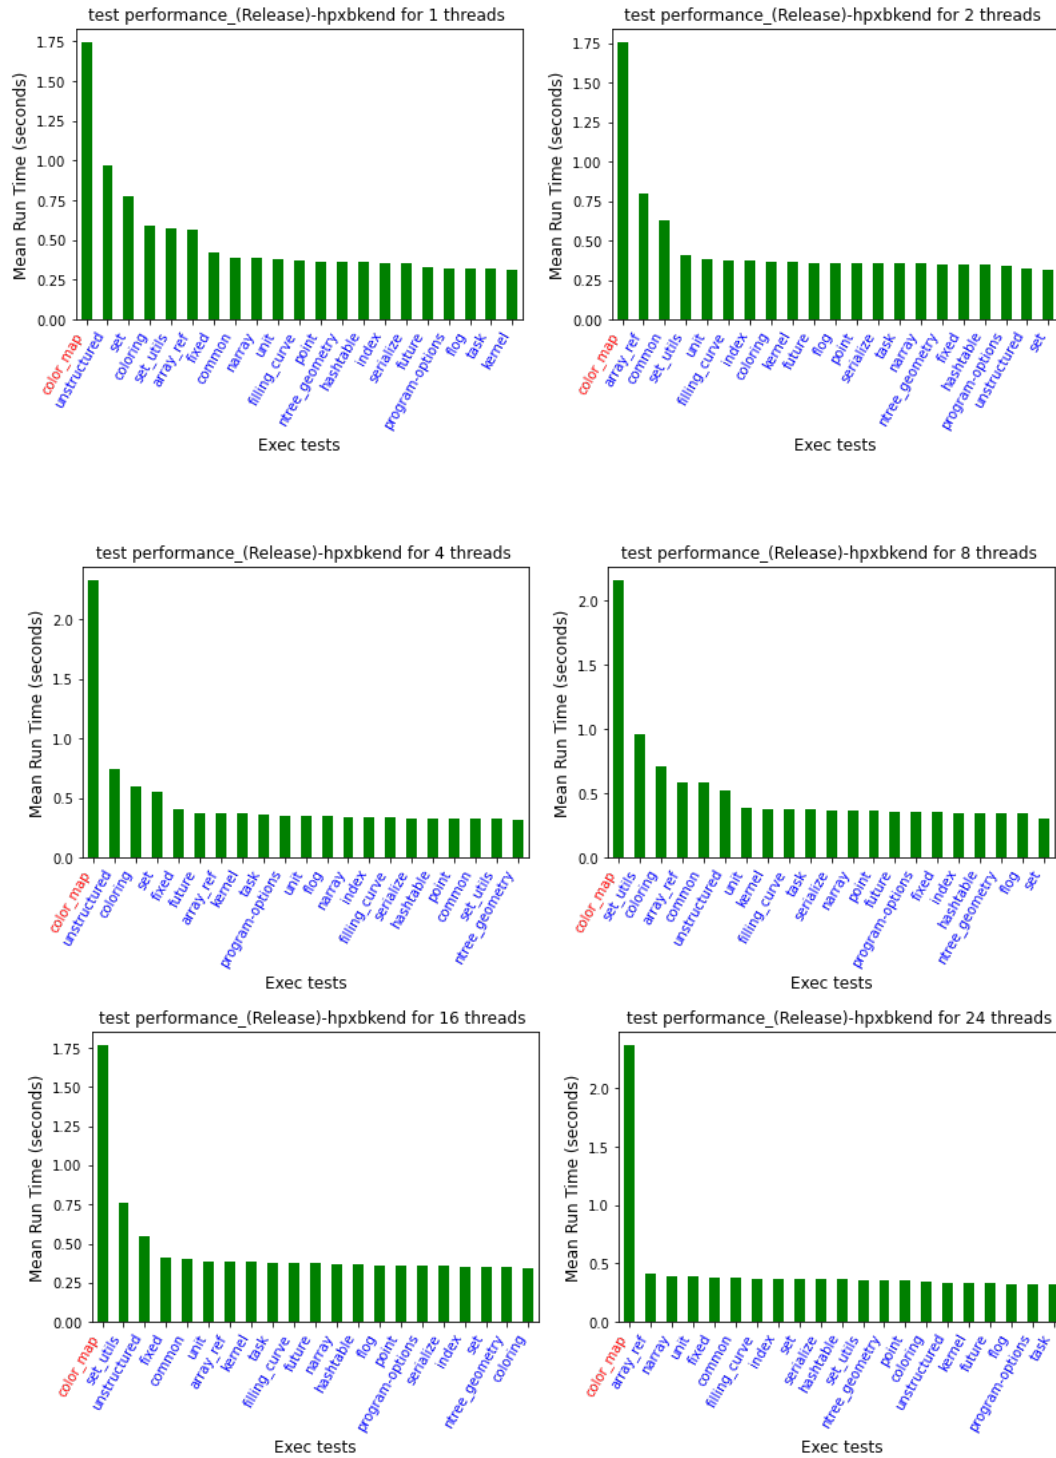 test performance_(Release)-hpxbkend for 1 threads
Mean Run Time (seconds)
1.75
1.50
1.25
1.00
0.75
0.50
0.25
0.00
color_map
unstructured
set
coloring
set_utils
array_ref
fixed
common
narray
unit
filling_curve
point
ntree_geometry
hashtable
index
serialize
future
program-options
flog
task
kernel
Exec tests
test performance_(Release)-hpxbkend for 2 threads
Mean Run Time (seconds)
1.75
1.50
1.25
1.00
0.75
0.50
0.25
0.00
color_map
array_ref
common
set_utils
unit
filling_curve
index
coloring
kernel
future
flog
point
serialize
task
narray
ntree_geometry
fixed
hashtable
program-options
unstructured
set
Exec tests
test performance_(Release)-hpxbkend for 4 threads
Mean Run Time (seconds)
2.0
1.5
1.0
0.5
0.0
color_map
unstructured
coloring
set
fixed
future
array_ref
kernel
task
program-options
unit
flog
narray
index
filling_curve
serialize
hashtable
point
common
set_utils
ntree_geometry
Exec tests
test performance_(Release)-hpxbkend for 8 threads
Mean Run Time (seconds)
2.0
1.5
1.0
0.5
0.0
color_map
set_utils
coloring
array_ref
common
unstructured
unit
kernel
filling_curve
task
serialize
narray
point
future
program-options
fixed
index
hashtable
ntree_geometry
flog
set
Exec tests
test performance_(Release)-hpxbkend for 16 threads
Mean Run Time (seconds)
1.75
1.50
1.25
1.00
0.75
0.50
0.25
0.00
color_map
set_utils
unstructured
fixed
common
unit
array_ref
kernel
task
filling_curve
future
narray
hashtable
flog
point
program-options
serialize
index
set
ntree_geometry
coloring
Exec tests
test performance_(Release)-hpxbkend for 24 threads
Mean Run Time (seconds)
2.0
1.5
1.0
0.5
0.0
color_map
array_ref
narray
unit
fixed
common
filling_curve
index
set
serialize
hashtable
set_utils
ntree_geometry
point
coloring
unstructured
kernel
future
flog
program-options
task
Exec tests